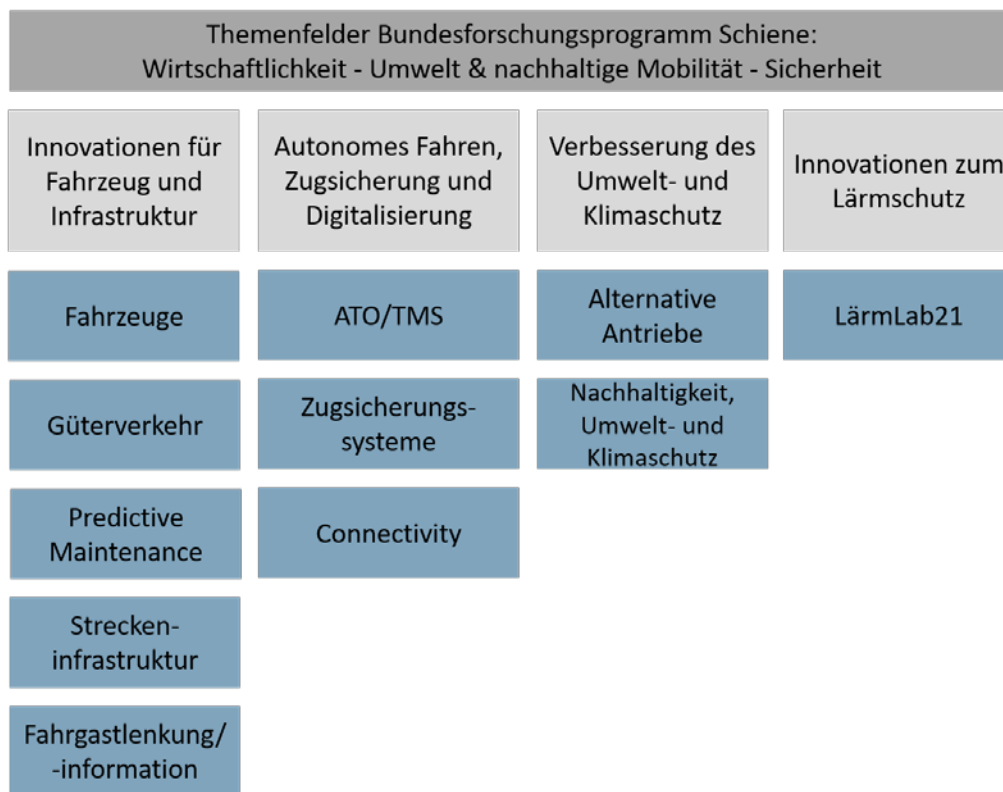 Themenfelder Bundesforschungsprogramm Schiene:
Wirtschaftlichkeit - Umwelt & nachhaltige Mobilität - Sicherheit
Innovationen für
Fahrzeug und
Infrastruktur
Autonomes Fahren,
Zugsicherung und
Digitalisierung
Verbesserung des
Umwelt- und
Klimaschutz
Innovationen zum
Lärmschutz
Fahrzeuge
ATO/TMS
Alternative
Antriebe
LärmLab21
Güterverkehr
Zugsicherungs-
systeme
Nachhaltigkeit,
Umwelt- und
Klimaschutz
Predictive
Maintenance
Connectivity
Strecken-
infrastruktur
Fahrgastlenkung/
-information